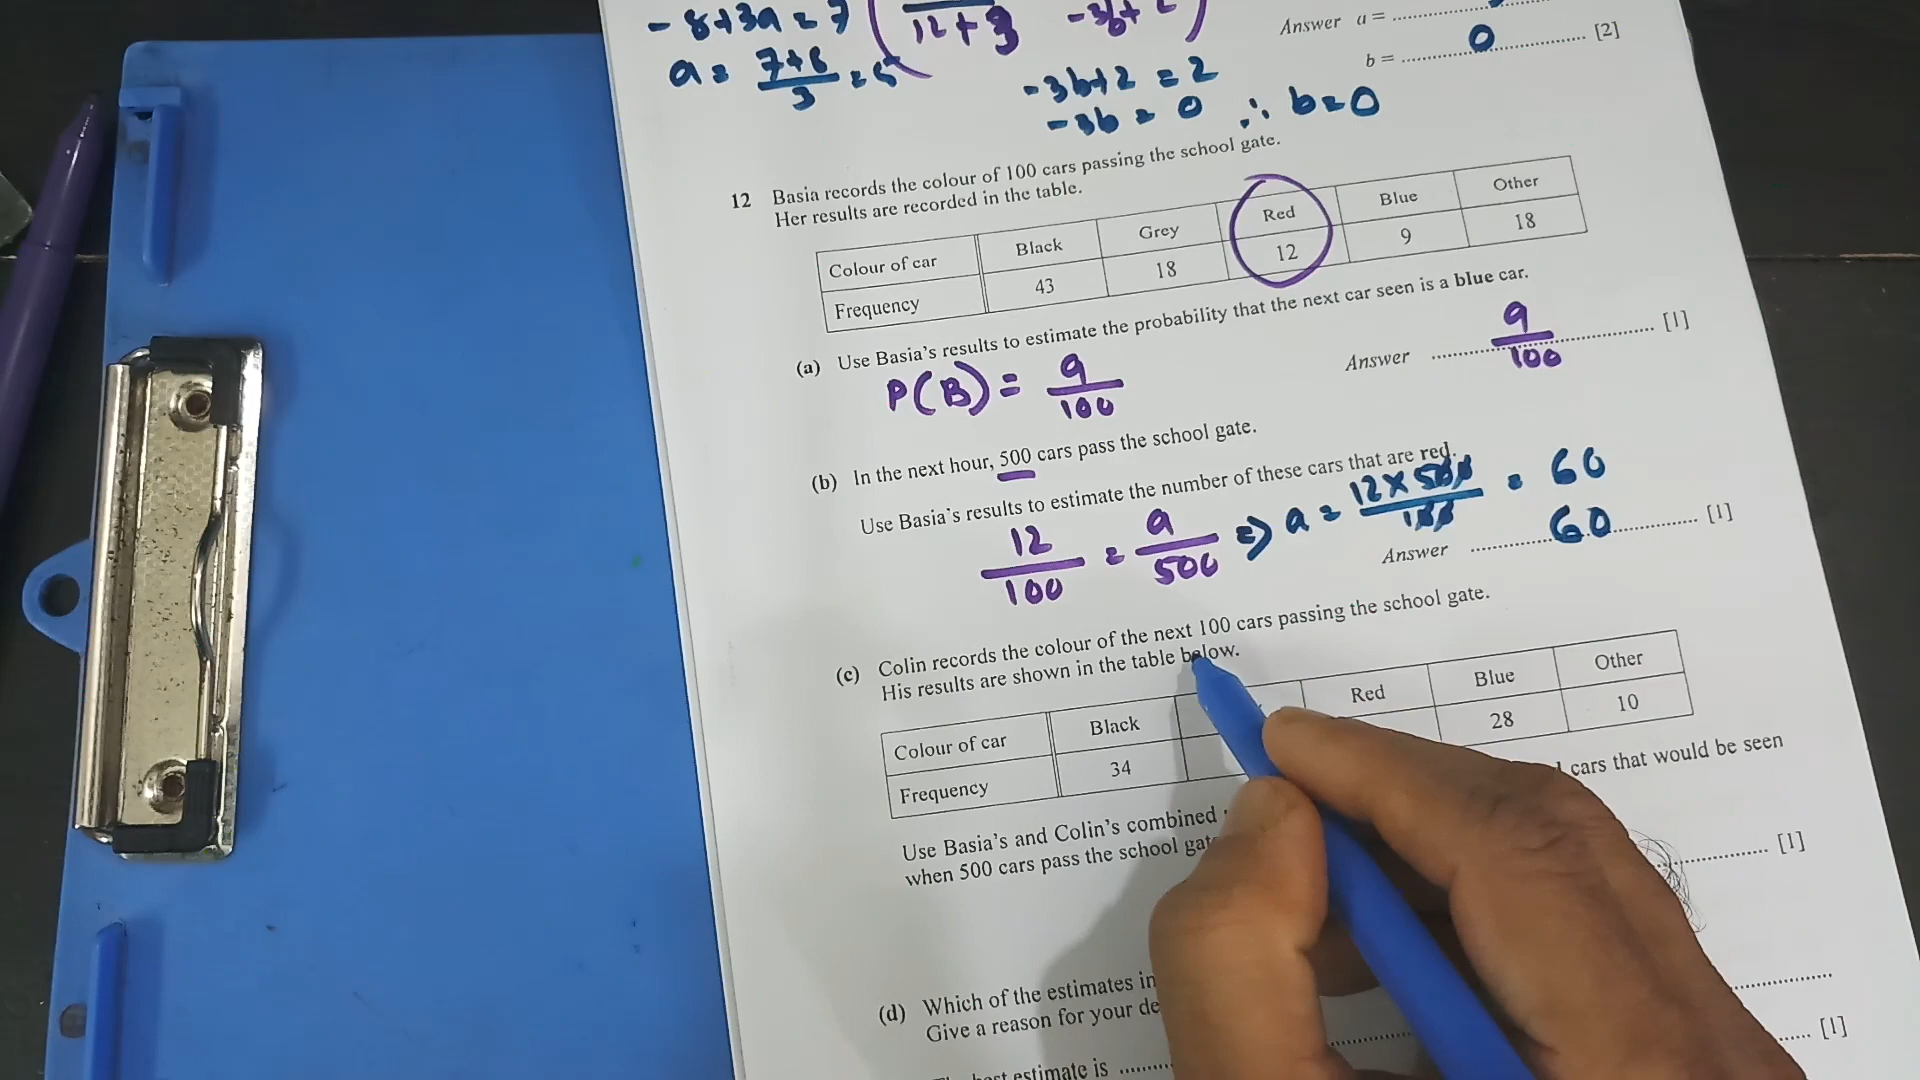 - 8 + 3a = 7
12 + 3
a = 7+8/3 = 5
- 3b + 2 = 2
- 3b = 0 ∴ b = 0
Answer a = ....................
b = .......... 0 .......... [2]
12 Basia records the colour of 100 cars passing the school gate.
Her results are recorded in the table.
Colour of car Black Grey Red Blue Other
Frequency 43 18 12 9 18
(a) Use Basia's results to estimate the probability that the next car seen is a blue car.
P(B) = 9/100
Answer .......... 9/100 .......... [1]
(b) In the next hour, 500 cars pass the school gate.
Use Basia's results to estimate the number of these cars that are red.
12/100 = a/500 => a = 12 x 500/100 = 60
Answer .......... 60 .......... [1]
(c) Colin records the colour of the next 100 cars passing the school gate.
His results are shown in the table below.
Colour of car Black Red Blue Other
Frequency 34 28 10
Use Basia's and Colin's combined cars that would be seen
when 500 cars pass the school
.......... [1]
(d) Which of the estimates in
Give a reason for your
.......... [1]
estimate is ..........